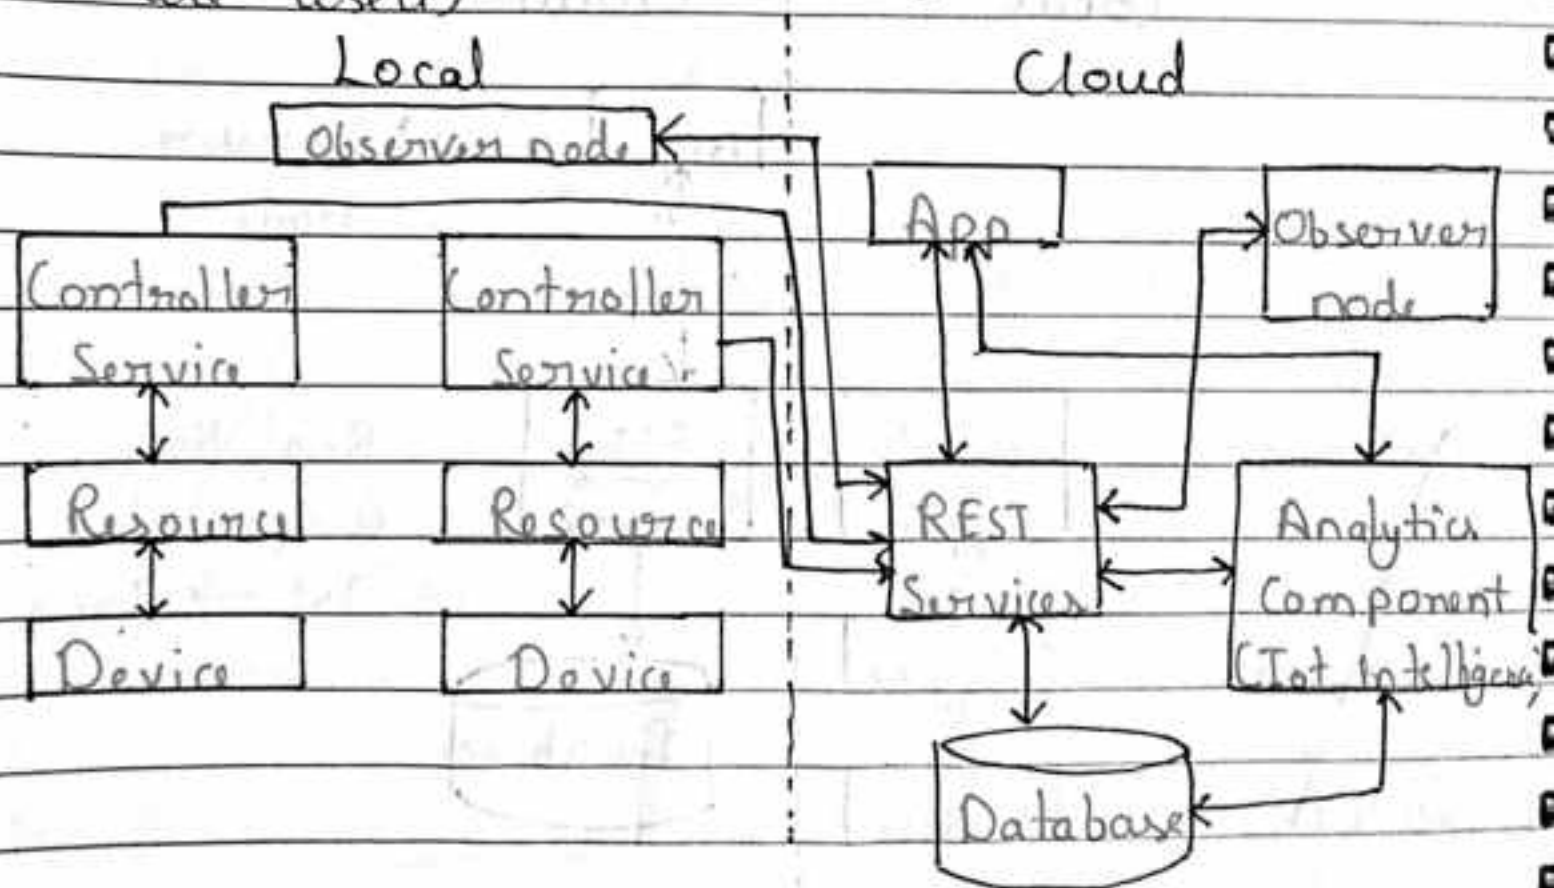 Local
Cloud
Observer node
App
Observer
node
Controller
Service
Controller
Service
Resource
Resource
REST
Services
Analytics
Component
(Iot Intelligence)
Device
Device
Database